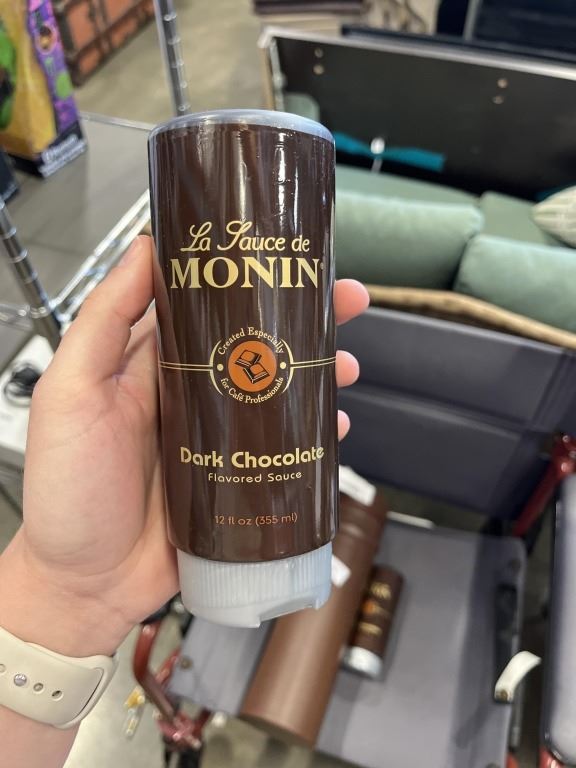 La Sauce de
MONIN
Created Especially
for Café Professionals
Dark Chocolate
Flavored Sauce
12 fl oz (355 ml)